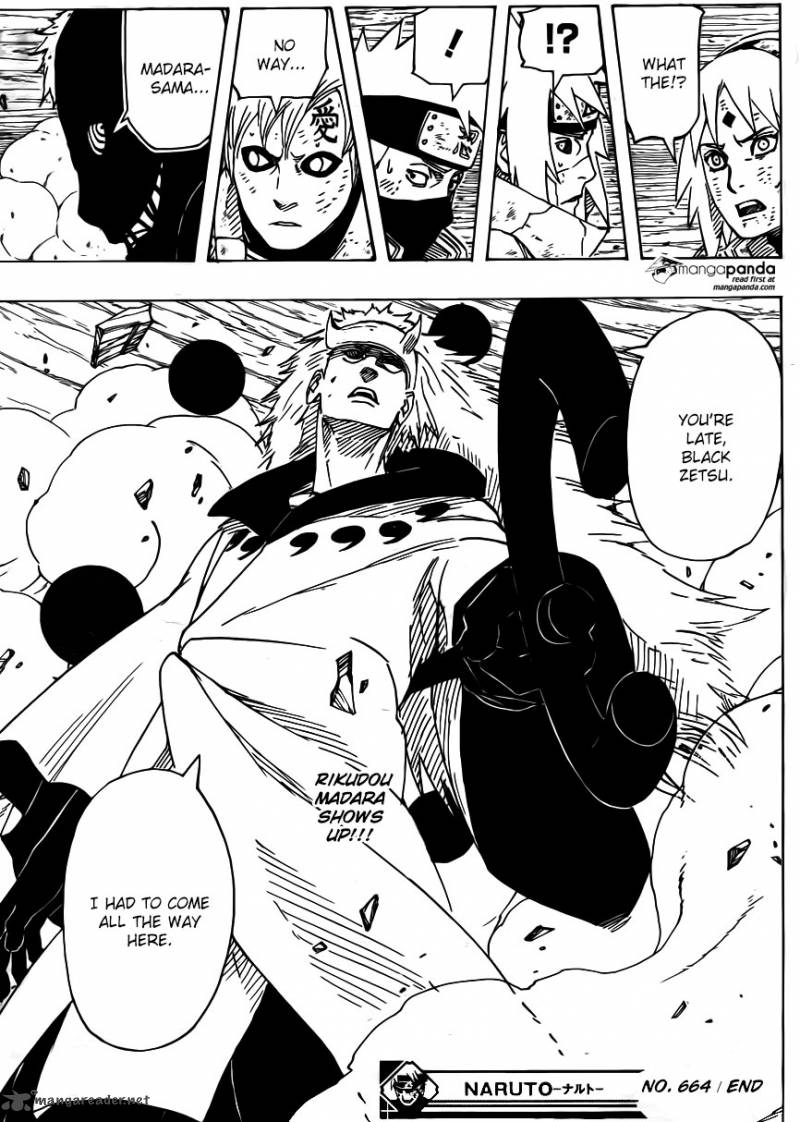 WHAT
THE!?
!?
!
NO
WAY...
MADARA-
SAMA...
愛
mangapanda
read first at
mangapanda.com
YOU'RE
LATE,
BLACK
ZETSU.
RIKUDOU
MADARA
SHOWS
UP!!!
I HAD TO COME
ALL THE WAY
HERE.
NARUTO—ナルト— NO. 664 / END
mangareader.net